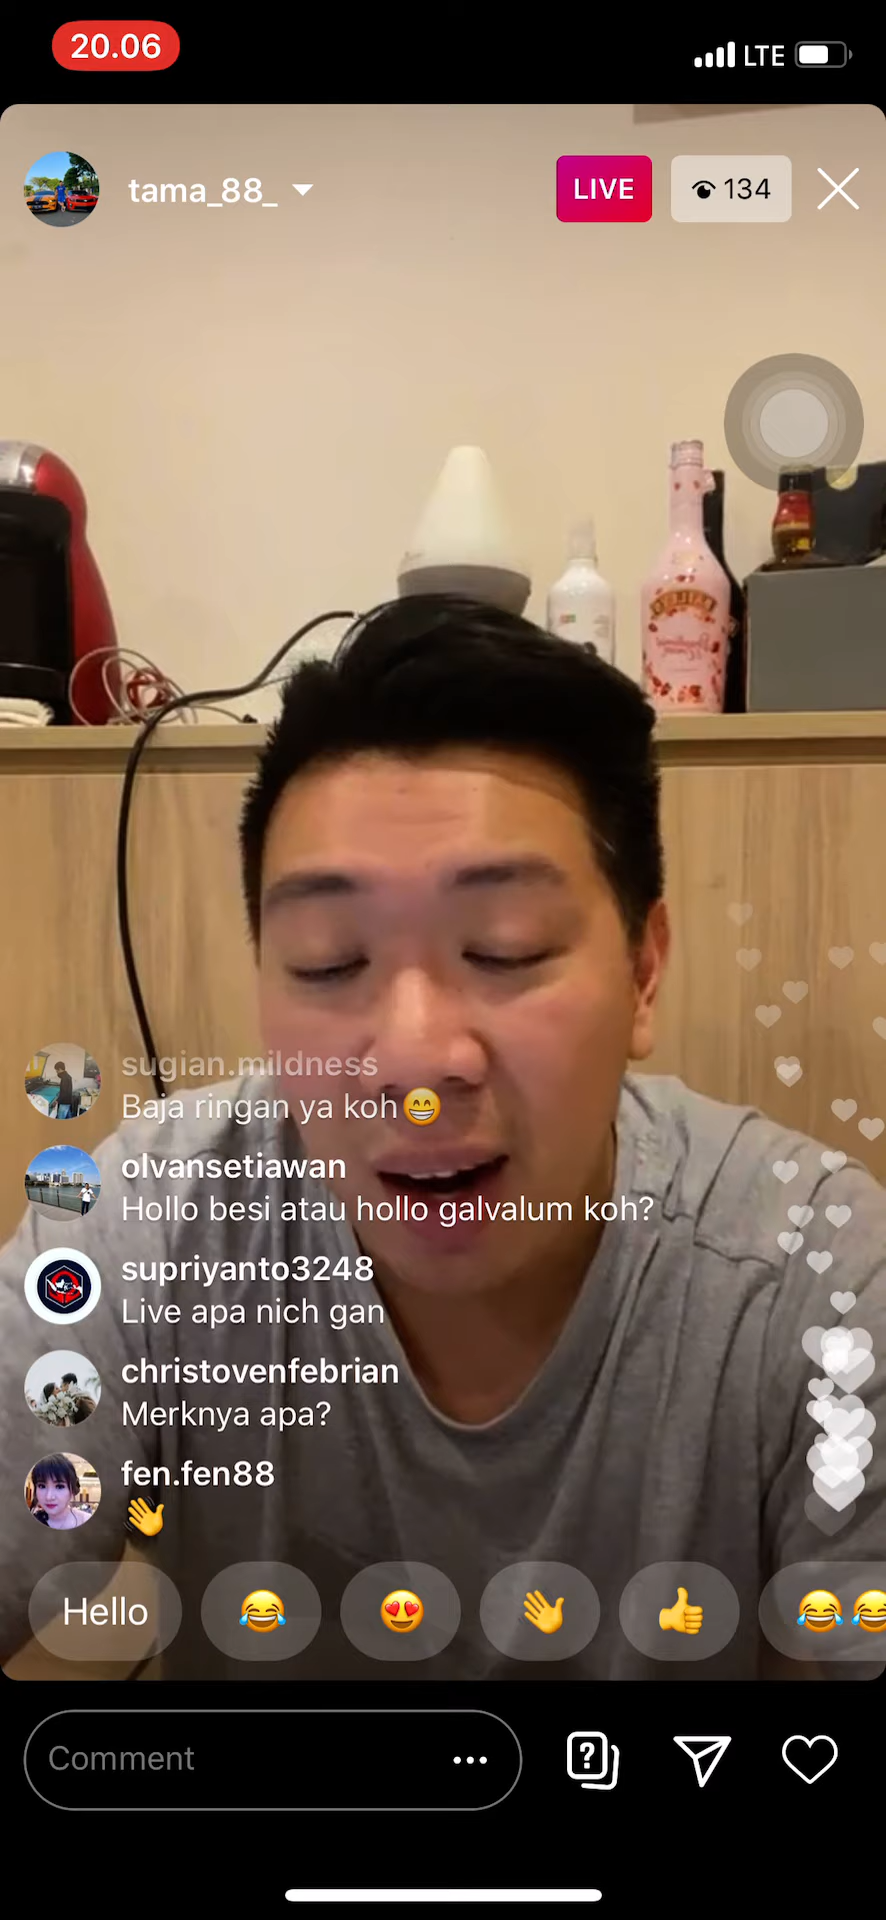 20.06
LTE
tama_88_
LIVE
134
sugian.mildness
Baja ringan ya koh😁
olvansetiawan
Hollo besi atau hollo galvalum koh?
supriyanto3248
Live apa nich gan
christovenfebrian
Merknya apa?
fen.fen88
👋
Hello 😂 😍 👋 👍 😂😂
Comment